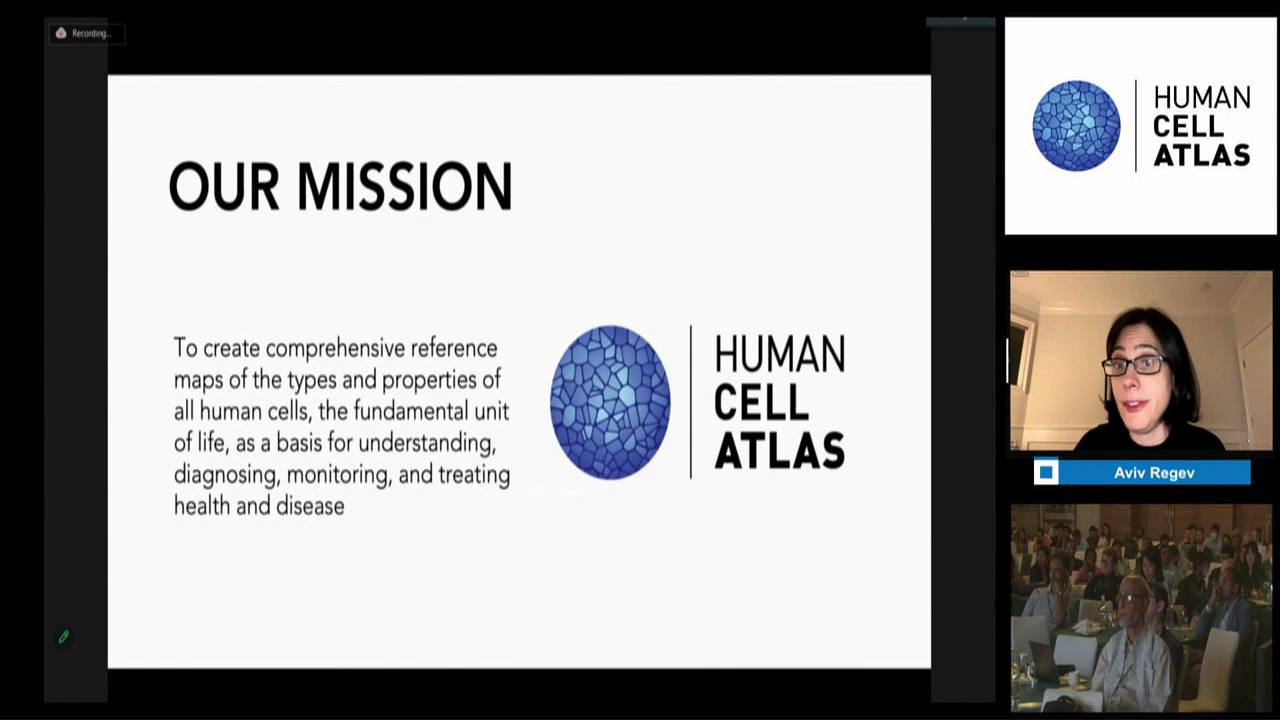 Recording...
OUR MISSION
To create comprehensive reference
maps of the types and properties of
all human cells, the fundamental unit
of life, as a basis for understanding,
diagnosing, monitoring, and treating
health and disease
HUMAN
CELL
ATLAS
HUMAN
CELL
ATLAS
Aviv Regev